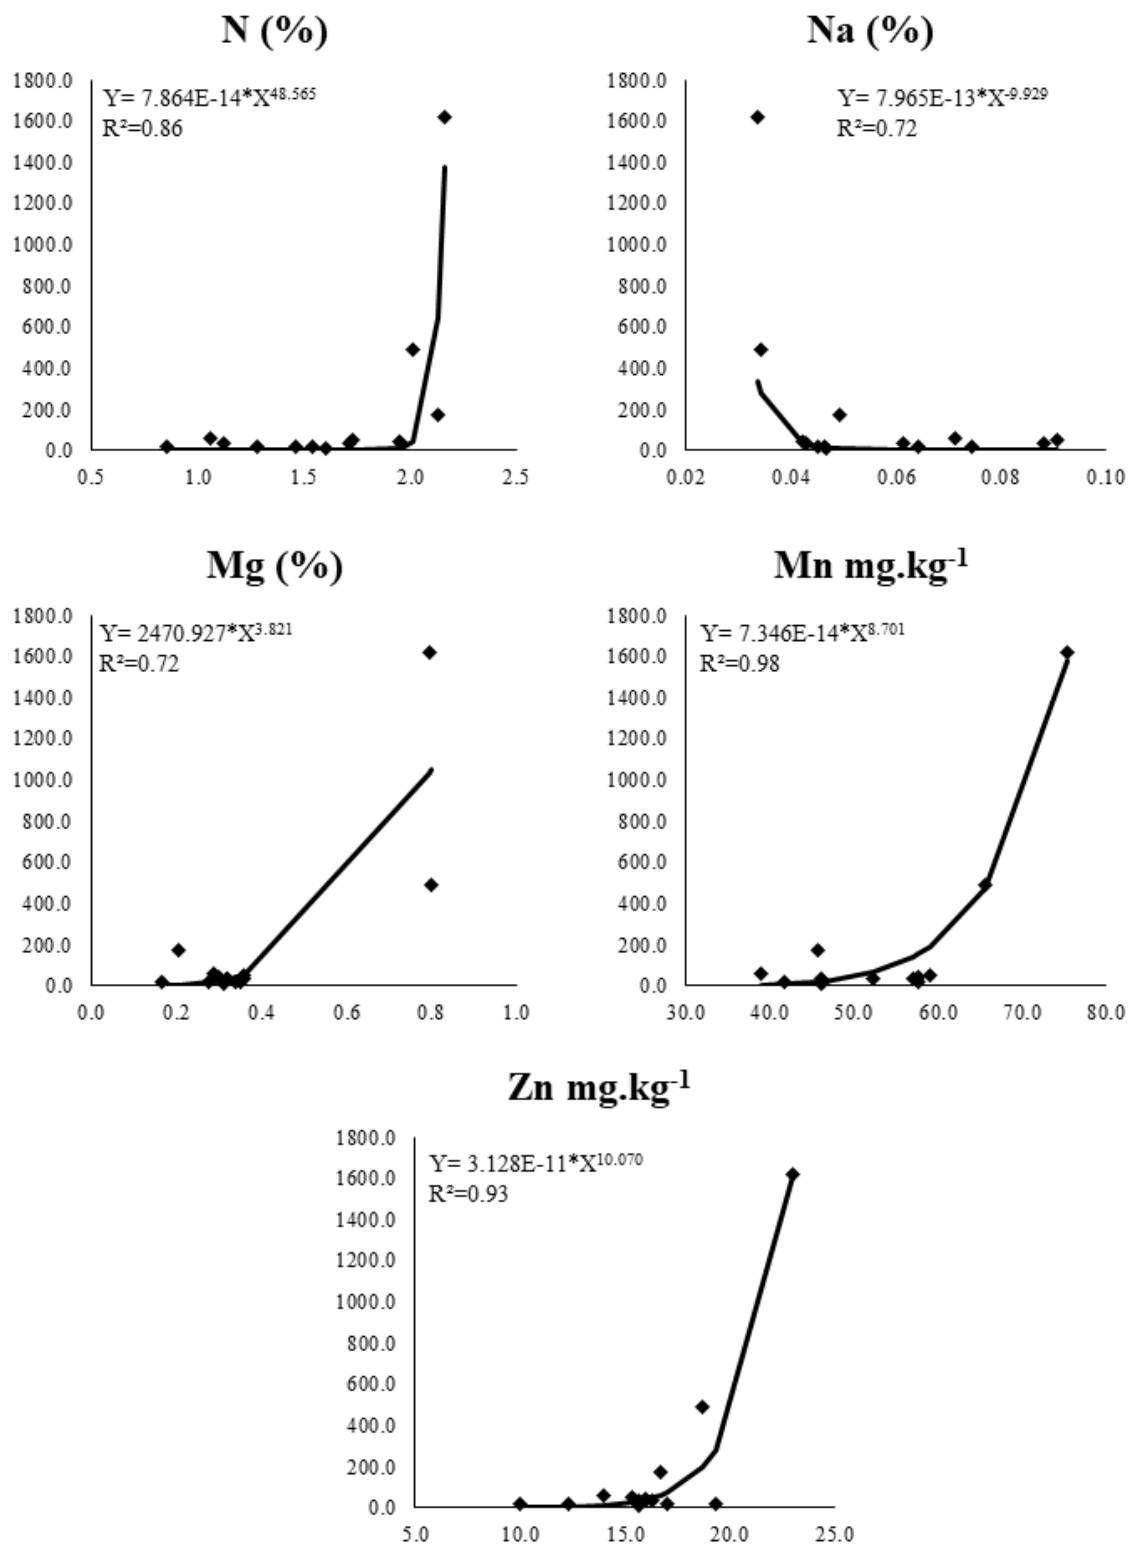 N (%)
Y= 7.864E-14*X^48.565
R²=0.86
1800.0
1600.0
1400.0
1200.0
1000.0
800.0
600.0
400.0
200.0
0.0
0.5 1.0 1.5 2.0 2.5
Na (%)
Y= 7.965E-13*X^-9.929
R²=0.72
1800.0
1600.0
1400.0
1200.0
1000.0
800.0
600.0
400.0
200.0
0.0
0.02 0.04 0.06 0.08 0.10
Mg (%)
Y= 2470.927*X^3.821
R²=0.72
1800.0
1600.0
1400.0
1200.0
1000.0
800.0
600.0
400.0
200.0
0.0
0.0 0.2 0.4 0.6 0.8 1.0
Mn mg.kg⁻¹
Y= 7.346E-14*X^8.701
R²=0.98
1800.0
1600.0
1400.0
1200.0
1000.0
800.0
600.0
400.0
200.0
0.0
30.0 40.0 50.0 60.0 70.0 80.0
Zn mg.kg⁻¹
Y= 3.128E-11*X^10.070
R²=0.93
1800.0
1600.0
1400.0
1200.0
1000.0
800.0
600.0
400.0
200.0
0.0
5.0 10.0 15.0 20.0 25.0